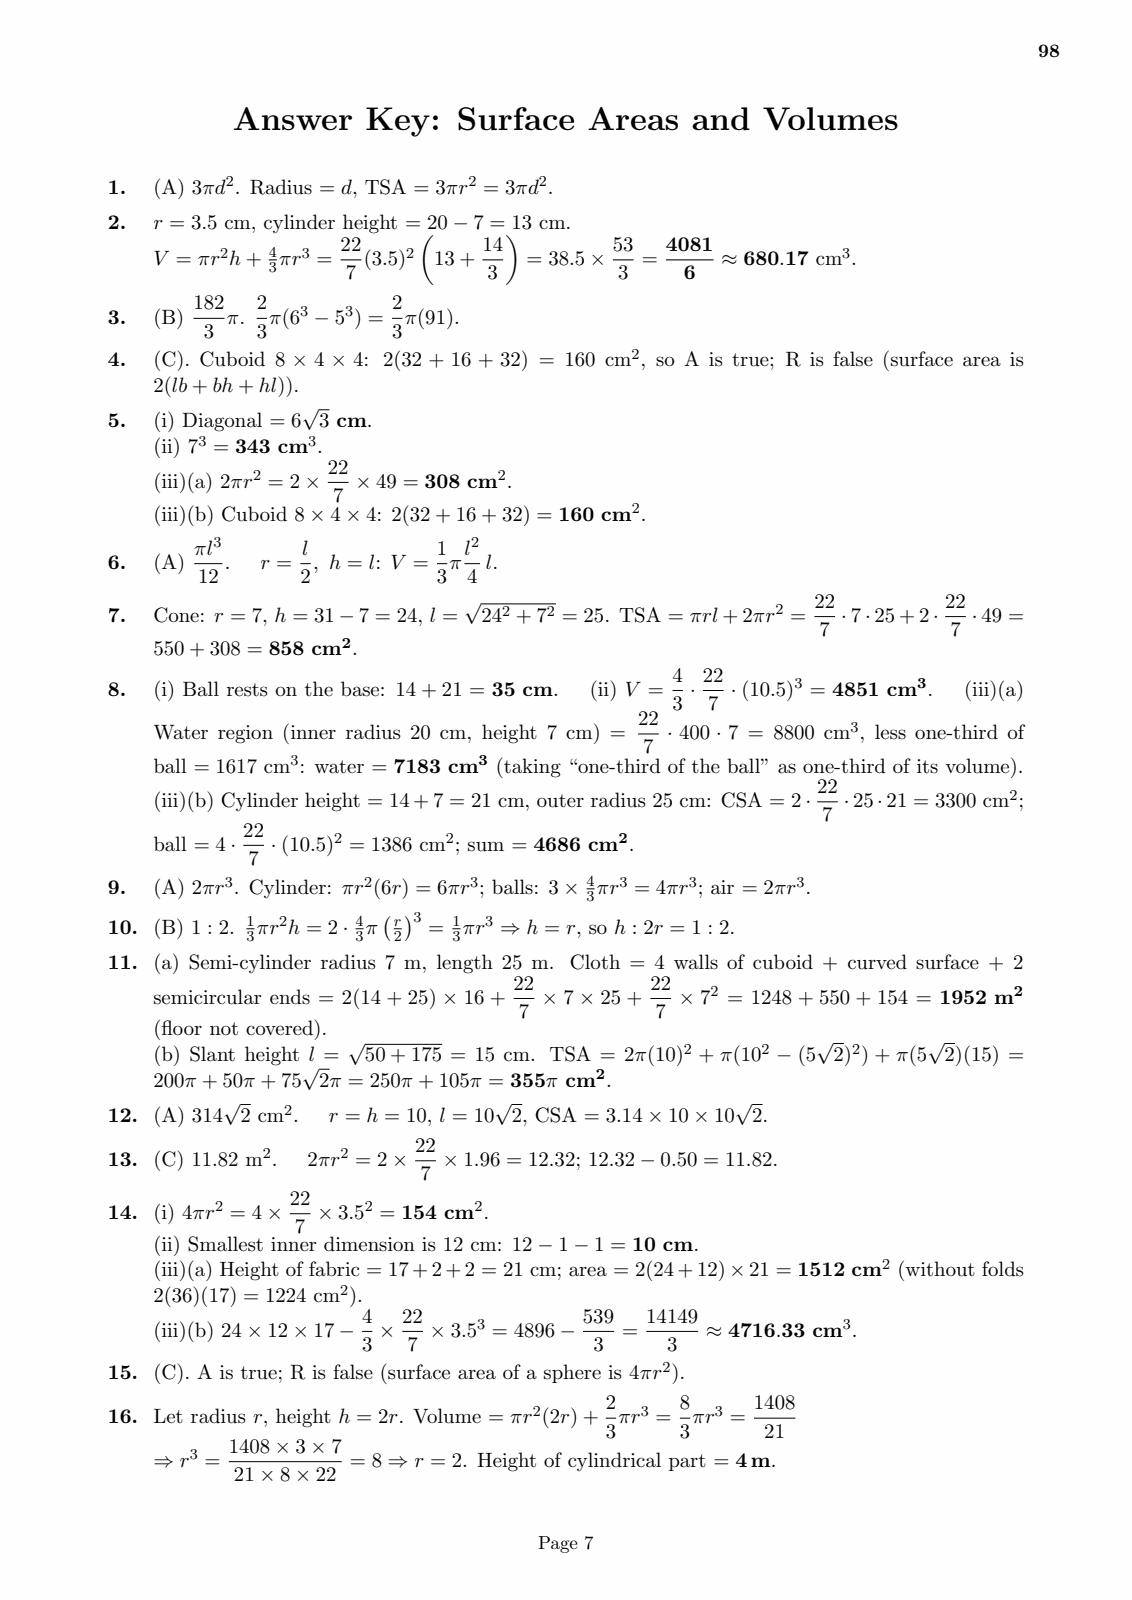 98
Answer Key: Surface Areas and Volumes
1. (A) 3πd². Radius = d, TSA = 3πr² = 3πd².
2. r = 3.5 cm, cylinder height = 20 − 7 = 13 cm.
V = πr²h + 4/3πr³ = 22/7(3.5)² (13 + 14/3) = 38.5 × 53/3 = 4081/6 ≈ 680.17 cm³.
3. (B) 182/3 π. 2/3π(6³ − 5³) = 2/3π(91).
4. (C). Cuboid 8 × 4 × 4: 2(32 + 16 + 32) = 160 cm², so A is true; R is false (surface area is
2(lb + bh + hl)).
5. (i) Diagonal = 6√3 cm.
(ii) 7³ = 343 cm³.
(iii)(a) 2πr² = 2 × 22/7 × 49 = 308 cm².
(iii)(b) Cuboid 8 × 4 × 4: 2(32 + 16 + 32) = 160 cm².
6. (A) πl³/12. r = l/2, h = l: V = 1/3 π l²/4 l.
7. Cone: r = 7, h = 31 − 7 = 24, l = √(24² + 7²) = 25. TSA = πrl + 2πr² = 22/7 · 7 · 25 + 2 · 22/7 · 49 =
550 + 308 = 858 cm².
8. (i) Ball rests on the base: 14 + 21 = 35 cm. (ii) V = 4/3 · 22/7 · (10.5)³ = 4851 cm³. (iii)(a)
Water region (inner radius 20 cm, height 7 cm) = 22/7 · 400 · 7 = 8800 cm³, less one-third of
ball = 1617 cm³: water = 7183 cm³ (taking “one-third of the ball” as one-third of its volume).
(iii)(b) Cylinder height = 14 + 7 = 21 cm, outer radius 25 cm: CSA = 2 · 22/7 · 25 · 21 = 3300 cm²;
ball = 4 · 22/7 · (10.5)² = 1386 cm²; sum = 4686 cm².
9. (A) 2πr³. Cylinder: πr²(6r) = 6πr³; balls: 3 × 4/3πr³ = 4πr³; air = 2πr³.
10. (B) 1 : 2. 1/3πr²h = 2 · 4/3π (r/2)³ = 1/3πr³ ⇒ h = r, so h : 2r = 1 : 2.
11. (a) Semi-cylinder radius 7 m, length 25 m. Cloth = 4 walls of cuboid + curved surface + 2
semicircular ends = 2(14 + 25) × 16 + 22/7 × 7 × 25 + 22/7 × 7² = 1248 + 550 + 154 = 1952 m²
(floor not covered).
(b) Slant height l = √(50 + 175) = 15 cm. TSA = 2π(10)² + π(10² − (5√2)²) + π(5√2)(15) =
200π + 50π + 75√2π = 250π + 105π = 355π cm².
12. (A) 314√2 cm². r = h = 10, l = 10√2, CSA = 3.14 × 10 × 10√2.
13. (C) 11.82 m². 2πr² = 2 × 22/7 × 1.96 = 12.32; 12.32 − 0.50 = 11.82.
14. (i) 4πr² = 4 × 22/7 × 3.5² = 154 cm².
(ii) Smallest inner dimension is 12 cm: 12 − 1 − 1 = 10 cm.
(iii)(a) Height of fabric = 17 + 2 + 2 = 21 cm; area = 2(24 + 12) × 21 = 1512 cm² (without folds
2(36)(17) = 1224 cm²).
(iii)(b) 24 × 12 × 17 − 4/3 × 22/7 × 3.5³ = 4896 − 539/3 = 14149/3 ≈ 4716.33 cm³.
15. (C). A is true; R is false (surface area of a sphere is 4πr²).
16. Let radius r, height h = 2r. Volume = πr²(2r) + 2/3πr³ = 8/3πr³ = 1408/21
⇒ r³ = (1408 × 3 × 7)/(21 × 8 × 22) = 8 ⇒ r = 2. Height of cylindrical part = 4 m.
Page 7